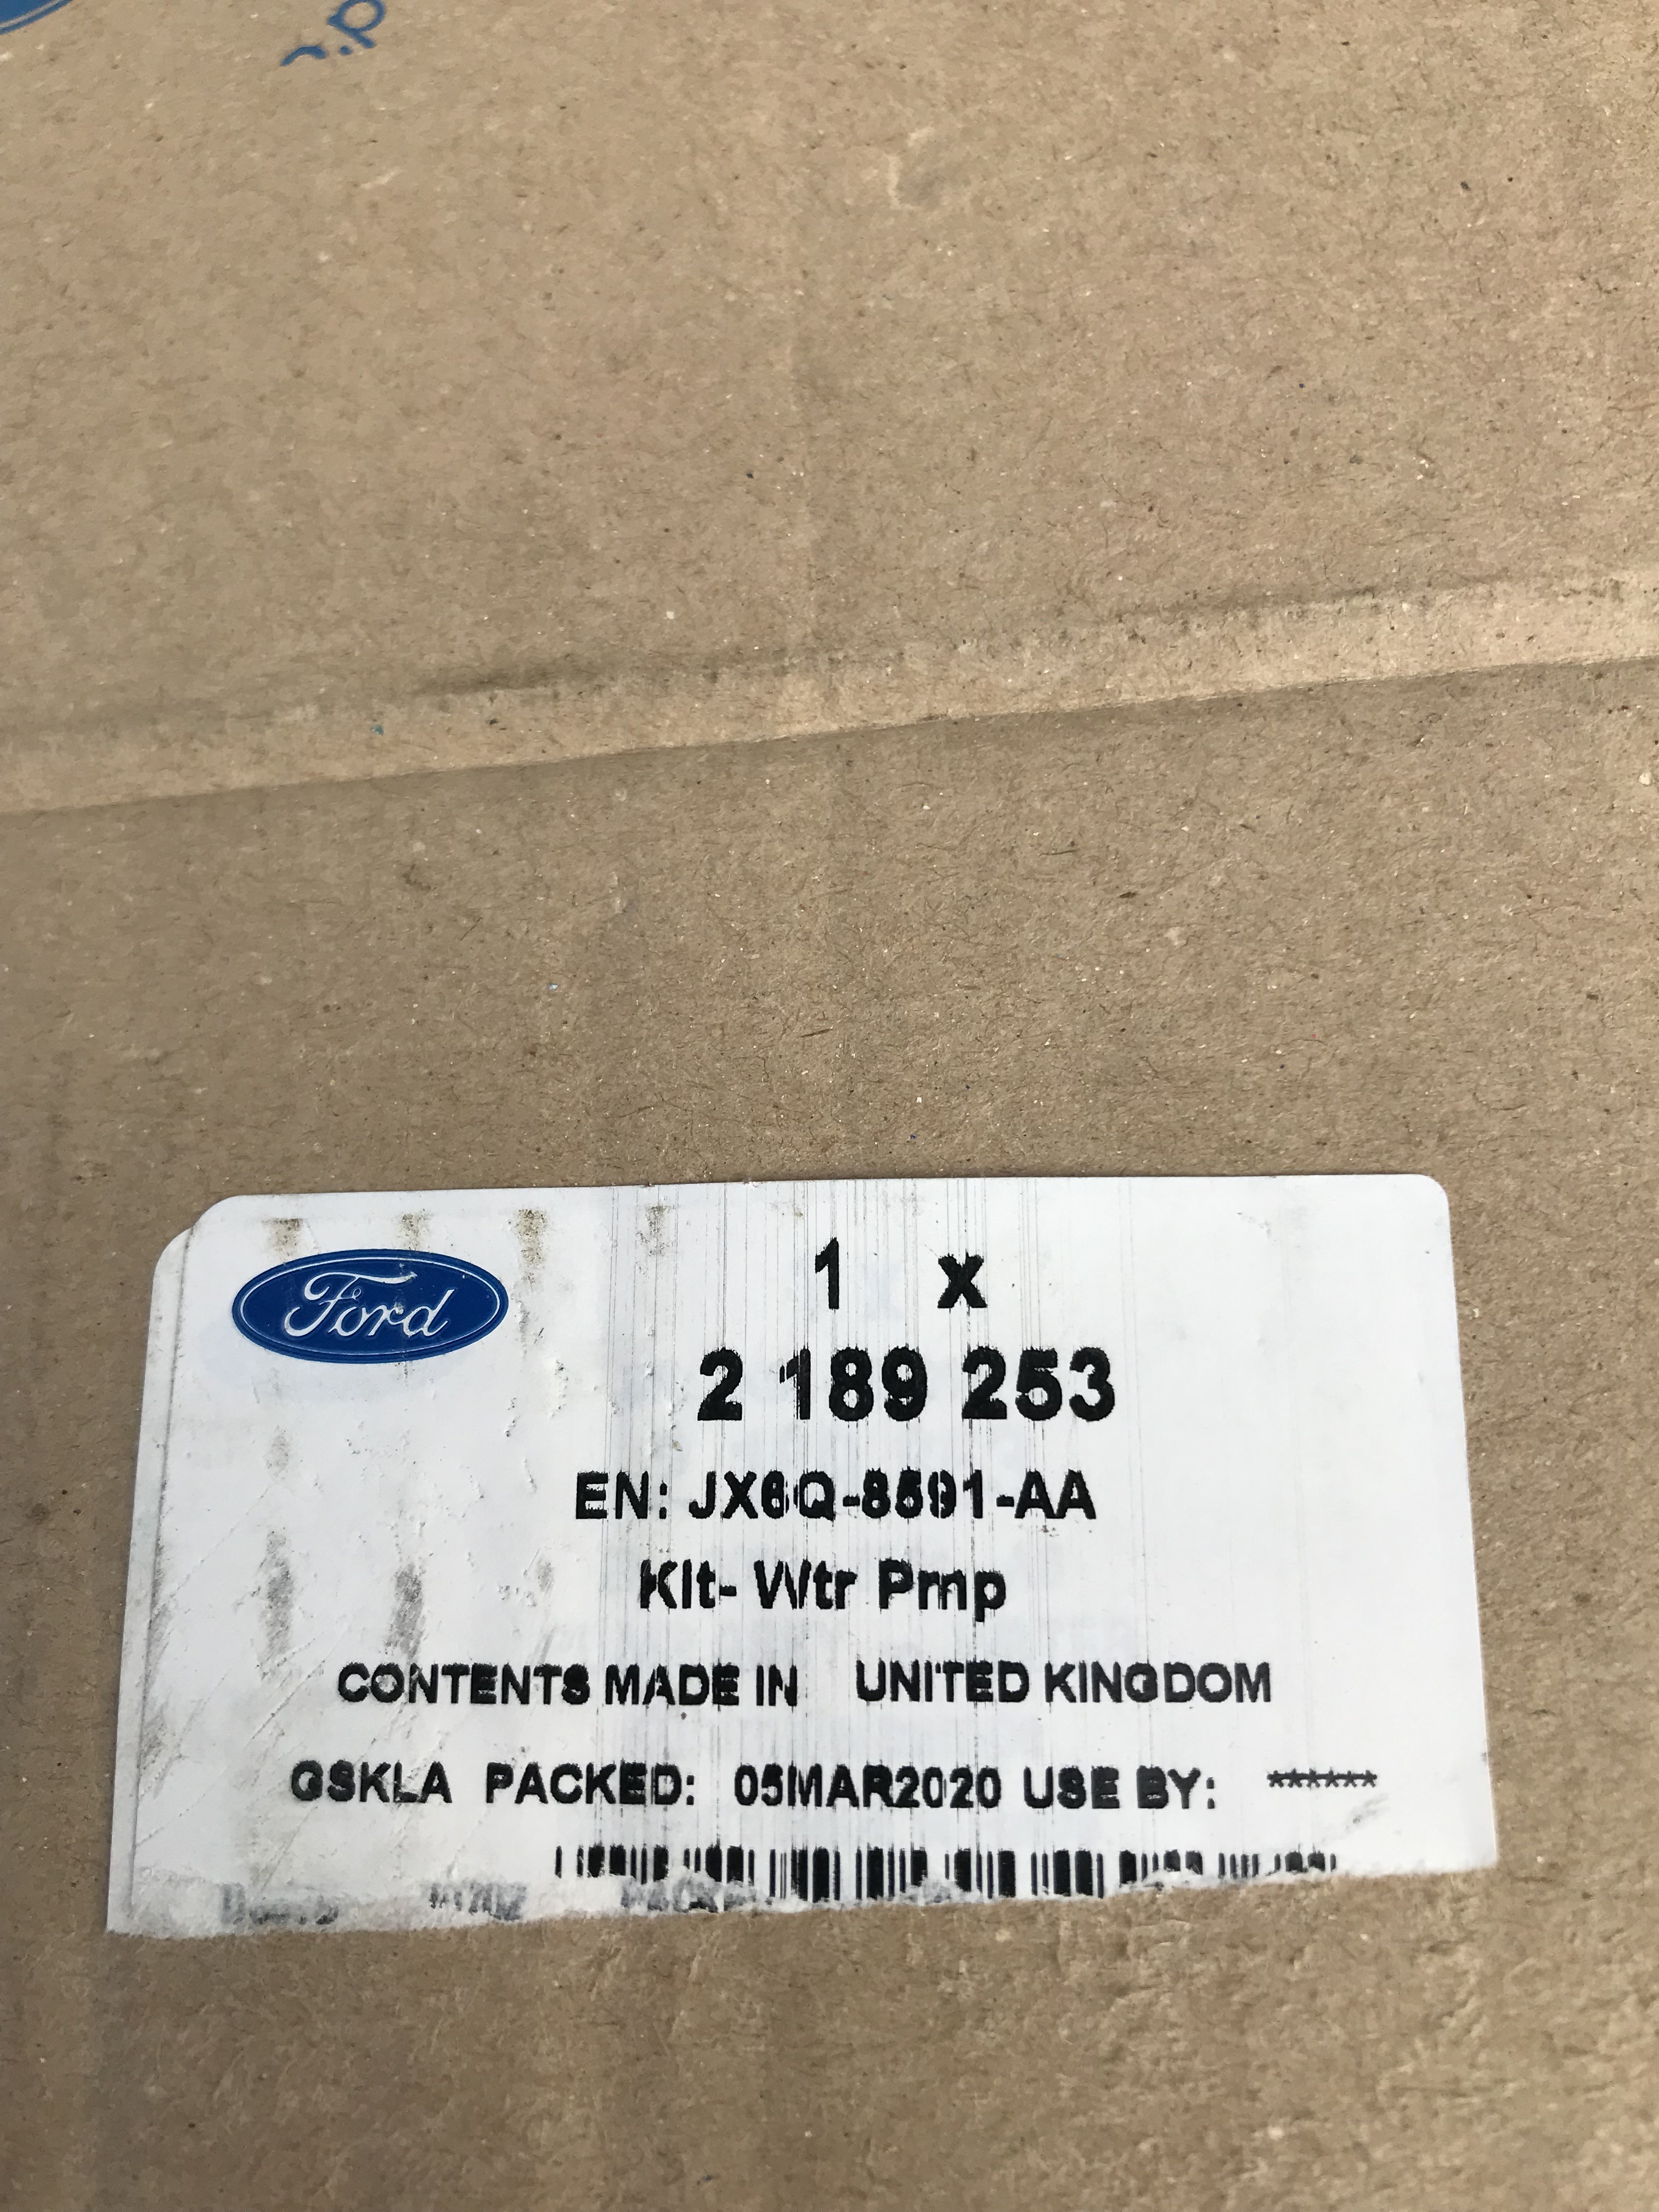 Ford
1 x
2 189 253
EN: JX6Q-8591-AA
Kit- Wtr Pmp
CONTENTS MADE IN UNITED KINGDOM
GSKLA PACKED: 05MAR2020 USE BY: ******